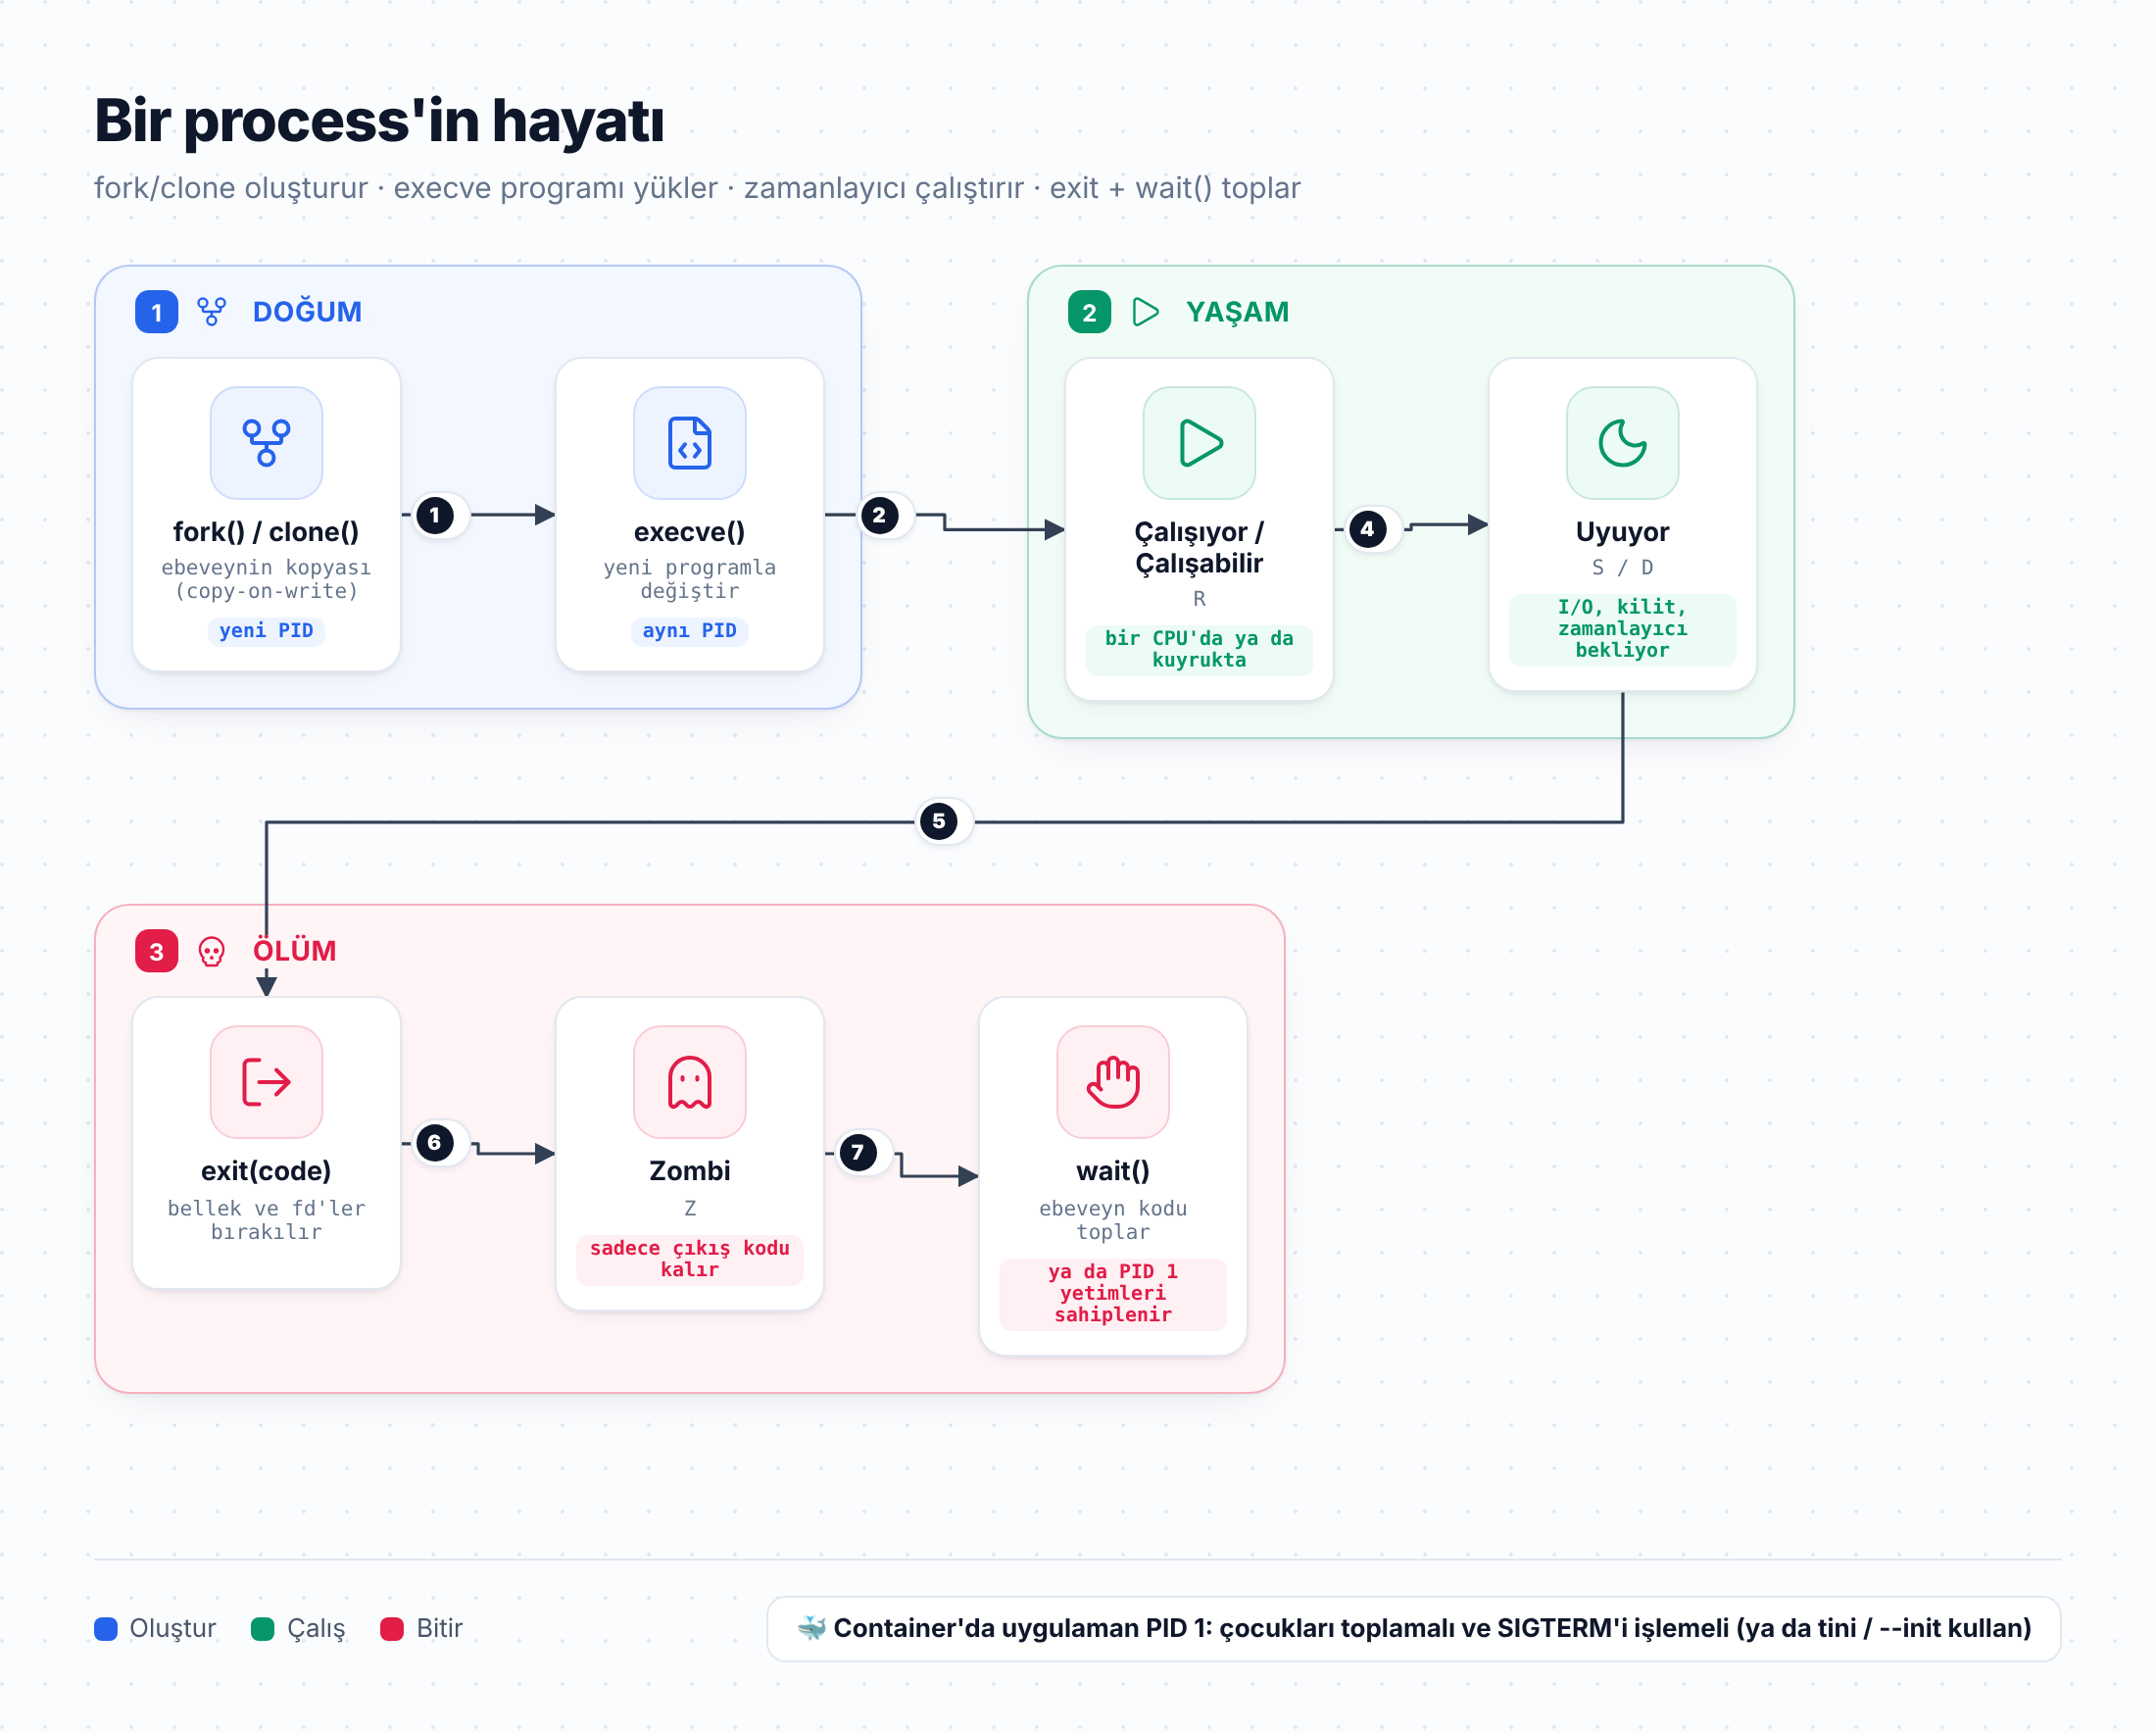 Bir process'in hayatı
fork/clone oluşturur · execve programı yükler · zamanlayıcı çalıştırır · exit + wait() toplar
1 DOĞUM
fork() / clone()
ebeveynin kopyası
(copy-on-write)
yeni PID
1
execve()
yeni programla
değiştir
aynı PID
2
2 YAŞAM
Çalışıyor /
Çalışabilir
R
bir CPU'da ya da
kuyrukta
4
Uyuyor
S / D
I/O, kilit,
zamanlayıcı
bekliyor
5
3 ÖLÜM
exit(code)
bellek ve fd'ler
bırakılır
6
Zombi
Z
sadece çıkış kodu
kalır
7
wait()
ebeveyn kodu
toplar
ya da PID 1
yetimleri
sahiplenir
Oluştur
Çalış
Bitir
🐳 Container'da uygulaman PID 1: çocukları toplamalı ve SIGTERM'i işlemeli (ya da tini / --init kullan)